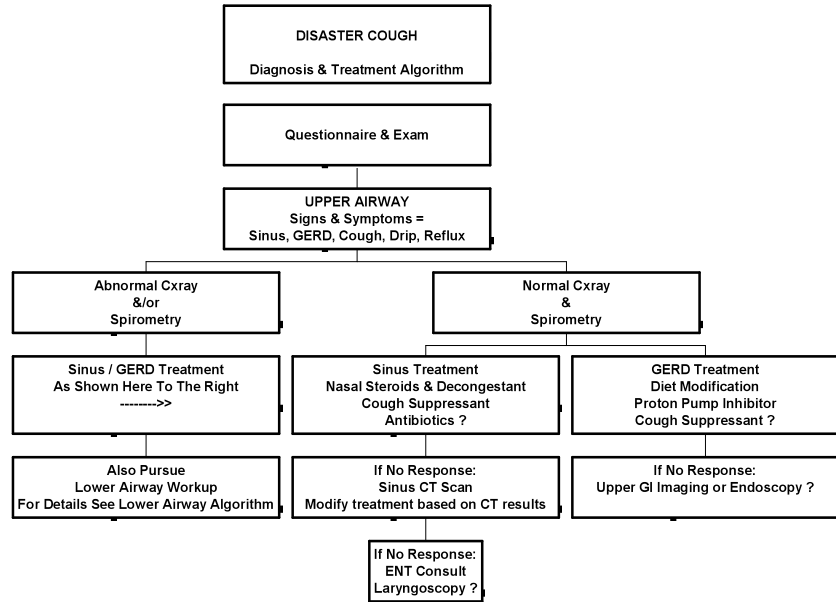 DISASTER COUGH
Diagnosis & Treatment Algorithm
Questionnaire & Exam
UPPER AIRWAY
Signs & Symptoms =
Sinus, GERD, Cough, Drip, Reflux
Abnormal Cxray
&/or
Spirometry
Normal Cxray
&
Spirometry
Sinus / GERD Treatment
As Shown Here To The Right
-------->>
Sinus Treatment
Nasal Steroids & Decongestant
Cough Suppressant
Antibiotics ?
GERD Treatment
Diet Modification
Proton Pump Inhibitor
Cough Suppressant ?
Also Pursue
Lower Airway Workup
For Details See Lower Airway Algorithm
If No Response:
Sinus CT Scan
Modify treatment based on CT results
If No Response:
Upper GI Imaging or Endoscopy ?
If No Response:
ENT Consult
Laryngoscopy ?